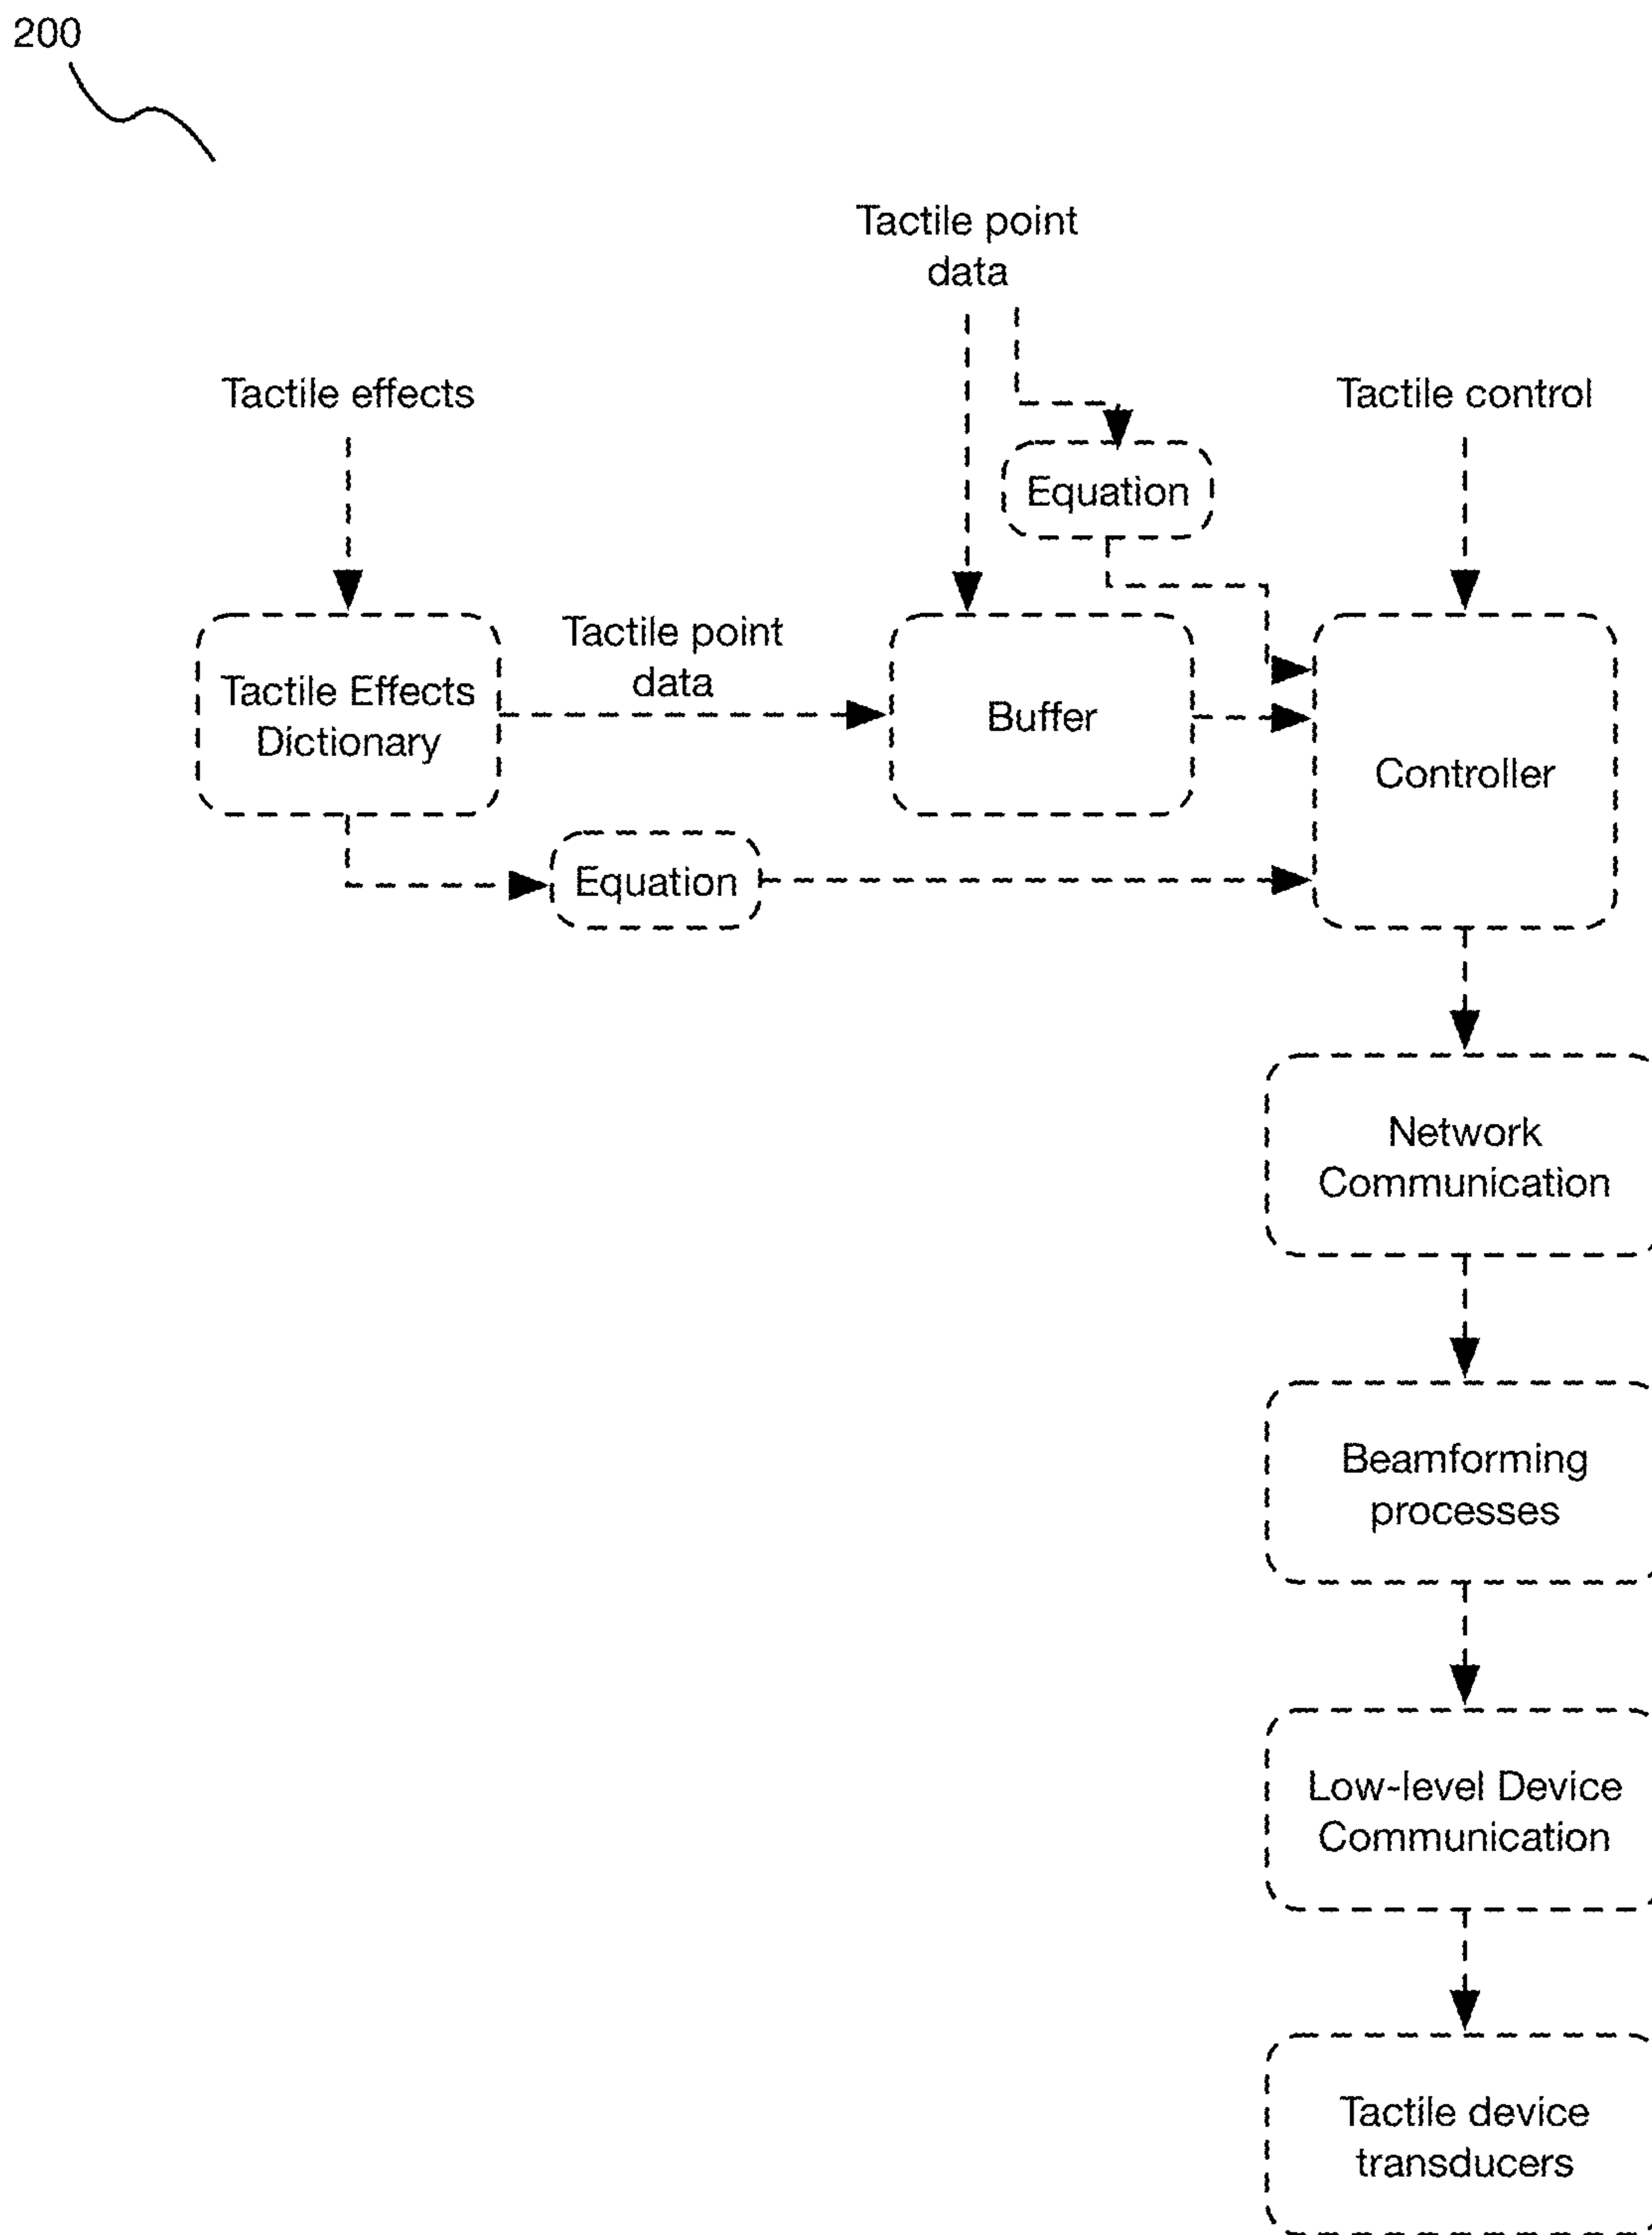 200
Tactile point
data
Tactile effects
Tactile control
Equation
Tactile Effects
Dictionary
Tactile point
data
Buffer
Controller
Equation
Network
Communication
Beamforming
processes
Low-level Device
Communication
Tactile device
transducers